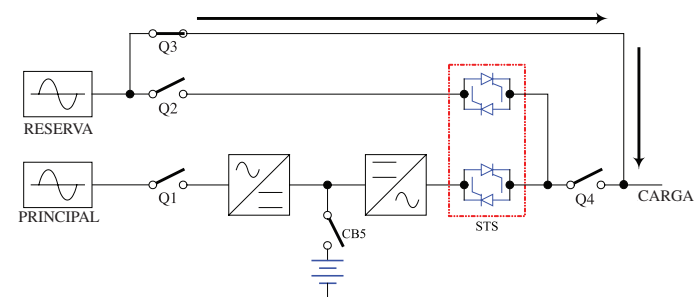 Q3
Q2
RESERVA
Q1
PRINCIPAL
CB5
STS
Q4
CARGA